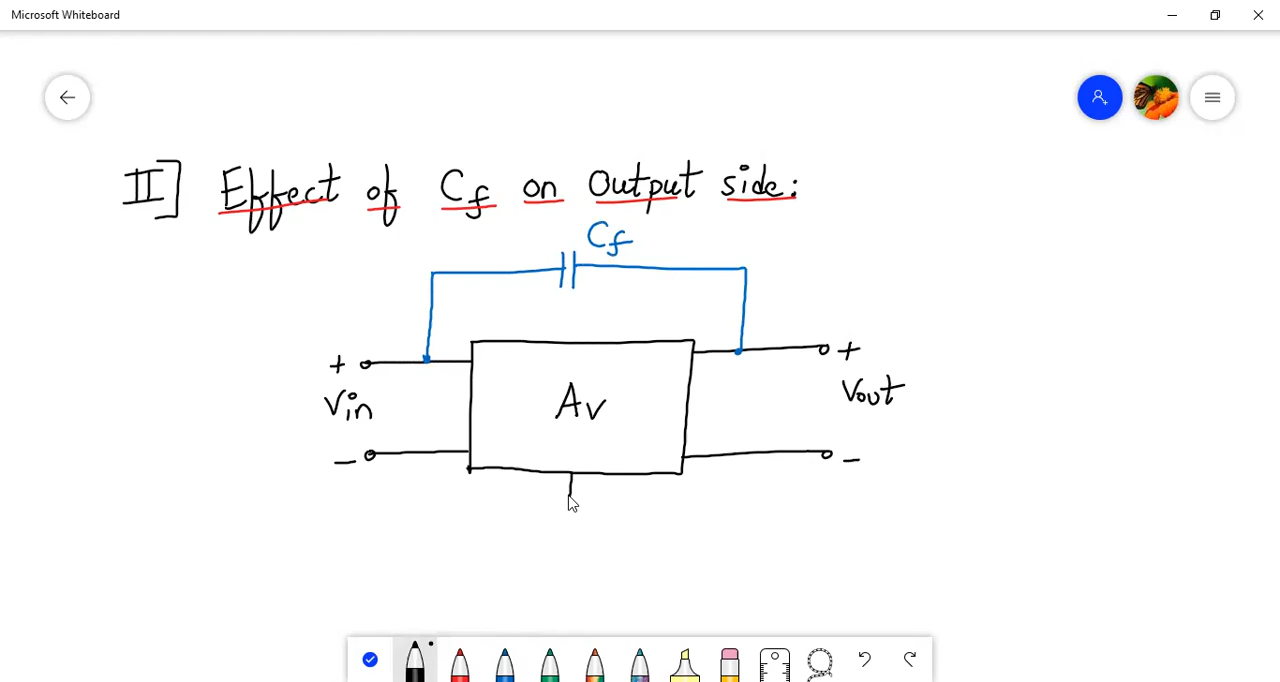 Microsoft Whiteboard
II] Effect of Cf on Output side:
Cf
+ +
Vin Av Vout
- -